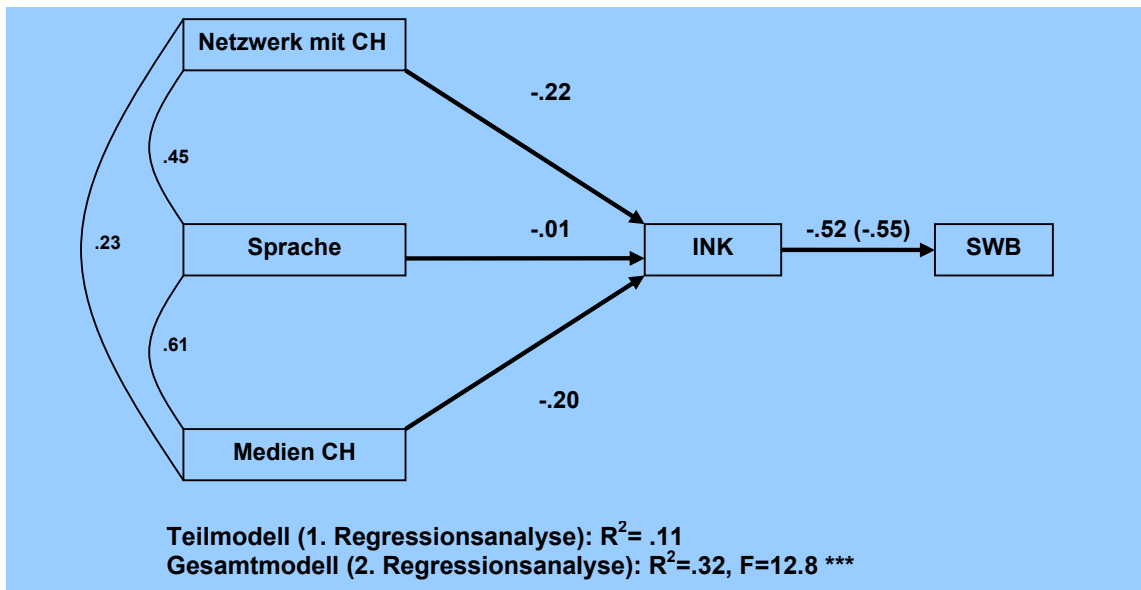 Netzwerk mit CH
-.22
.45
.23
Sprache
-.01
INK
-.52 (-.55)
SWB
.61
-.20
Medien CH
Teilmodell (1. Regressionsanalyse): R²= .11
Gesamtmodell (2. Regressionsanalyse): R²=.32, F=12.8 ***